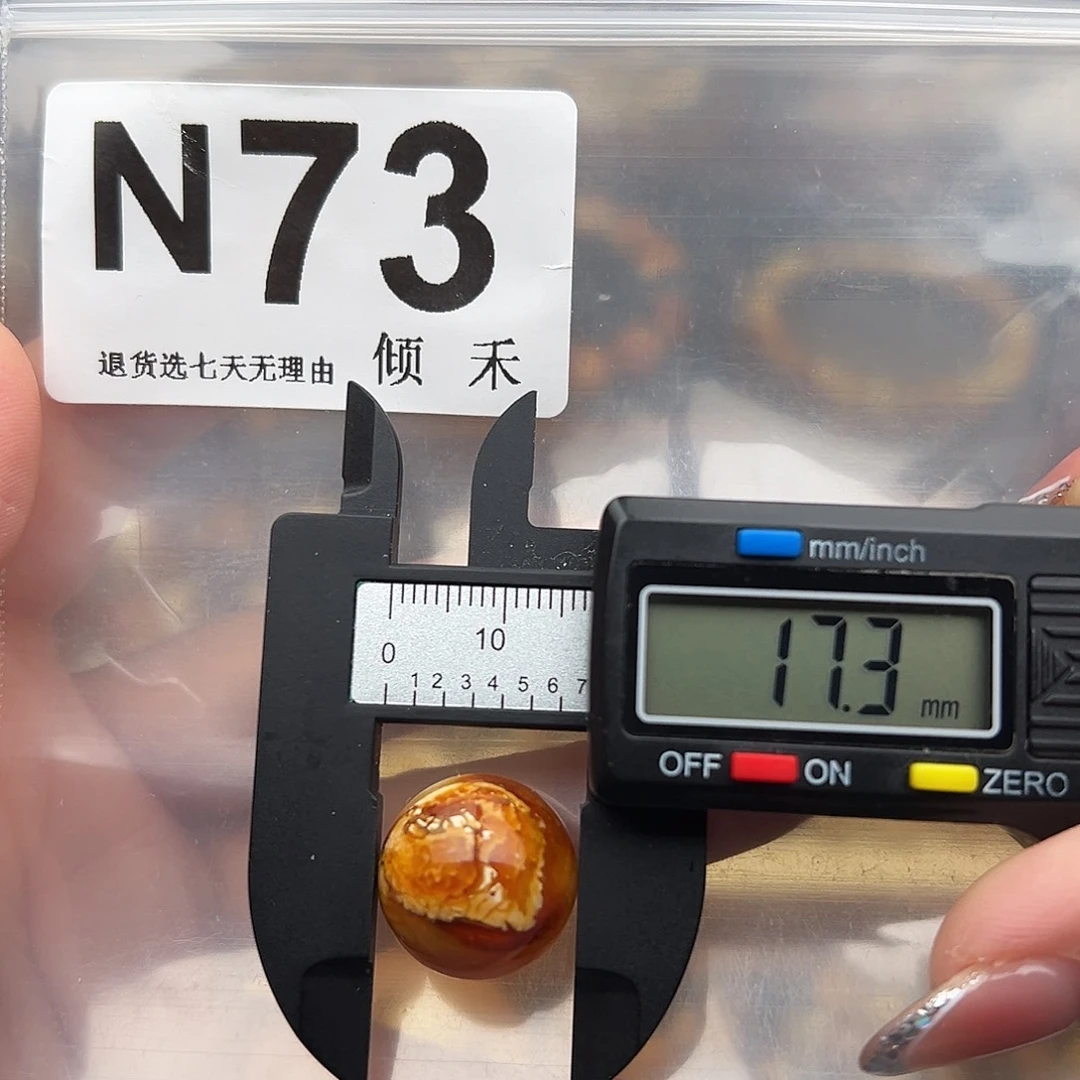 N73
退货选七天无理由 倾 禾
mm/inch
17.3 mm
0 10
1 2 3 4 5 6 7
OFF ON ZERO